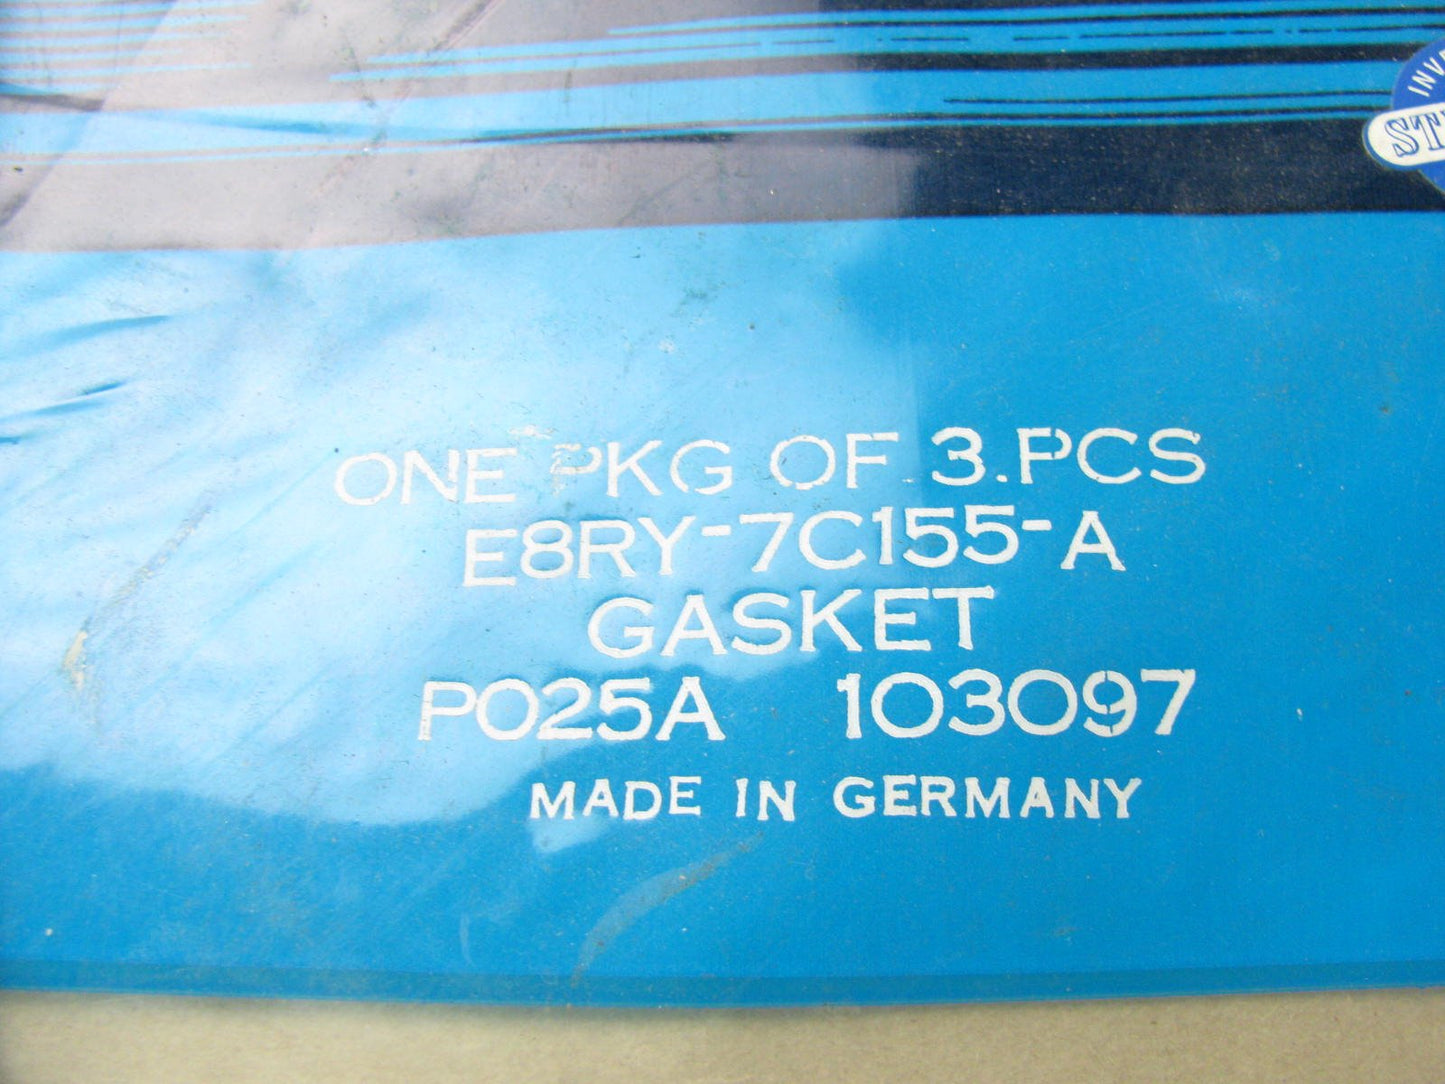 ONE PKG OF 3.PCS
E8RY-7C155-A
GASKET
P025A 103097
MADE IN GERMANY